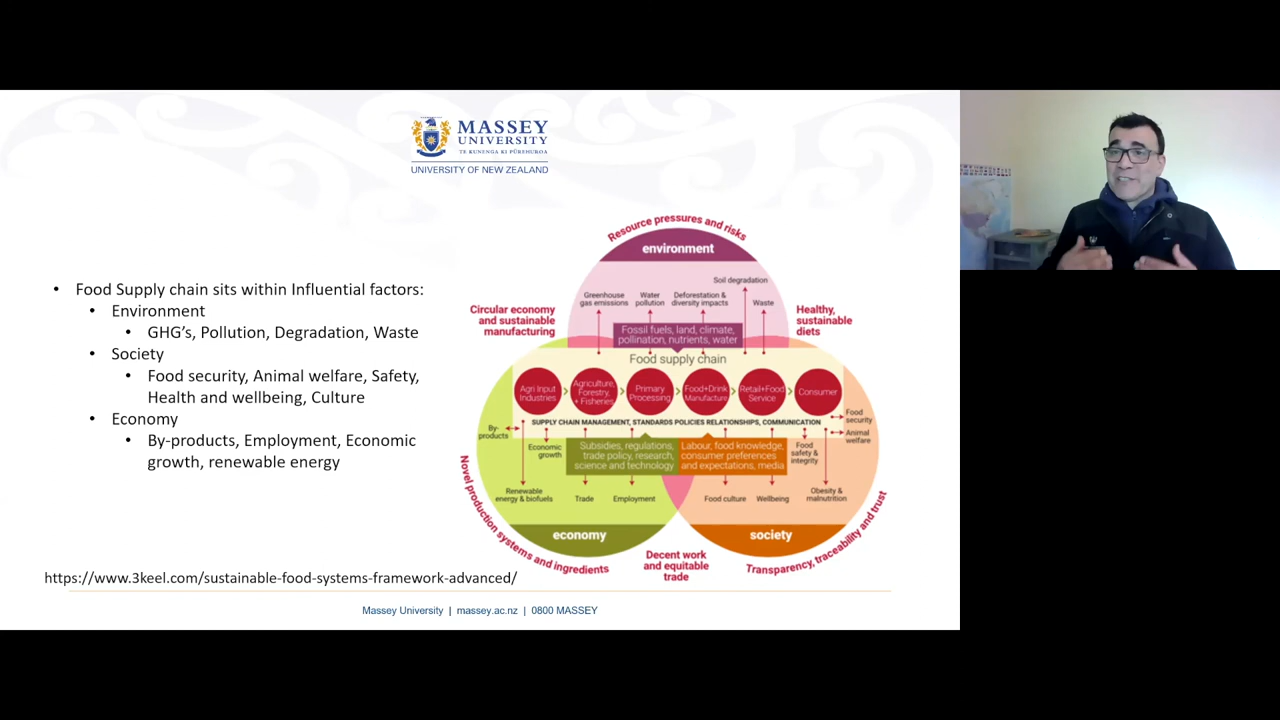 MASSEY
UNIVERSITY
TE KUNENGA KI PŪREHUROA
UNIVERSITY OF NEW ZEALAND
• Food Supply chain sits within Influential factors:
• Environment
• GHG's, Pollution, Degradation, Waste
• Society
• Food security, Animal welfare, Safety,
Health and wellbeing, Culture
• Economy
• By-products, Employment, Economic
growth, renewable energy
https://www.3keel.com/sustainable-food-systems-framework-advanced/
Resource pressures and risks
environment
Soil degradation
Greenhouse
gas emissions
Water
pollution
Deforestation &
diversity impacts
Waste
Circular economy
and sustainable
manufacturing
Healthy,
sustainable
diets
Fossil fuels, land, climate,
pollination, nutrients, water
Food supply chain
Agri Input
Industries
Agriculture,
Forestry,
+ Fisheries
Primary
Processing
Food+Drink
Manufacture
Retail+Food
Service
Consumer
SUPPLY CHAIN MANAGEMENT, STANDARDS POLICIES RELATIONSHIPS, COMMUNICATION
Food
security
Animal
welfare
By-
products
Economic
growth
Subsidies, regulations,
trade policy, research,
science and technology
Labour, food knowledge,
consumer preferences
and expectations, media
Food
safety &
integrity
Renewable
energy & biofuels
Trade
Employment
Food culture
Wellbeing
Obesity &
malnutrition
economy
society
Novel production systems and ingredients
Decent work
and equitable
trade
Transparency, traceability and trust
Massey University | massey.ac.nz | 0800 MASSEY